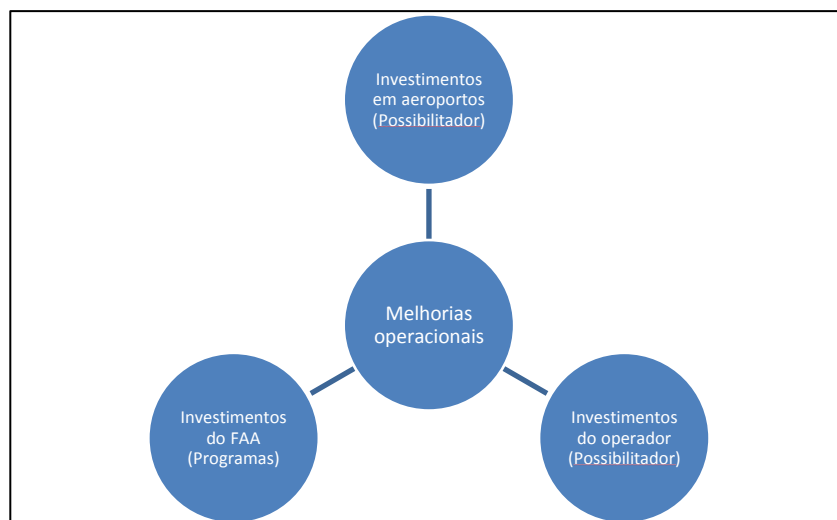 Investimentos
em aeroportos
(Possibilitador)
Melhorias
operacionais
Investimentos
do FAA
(Programas)
Investimentos
do operador
(Possibilitador)